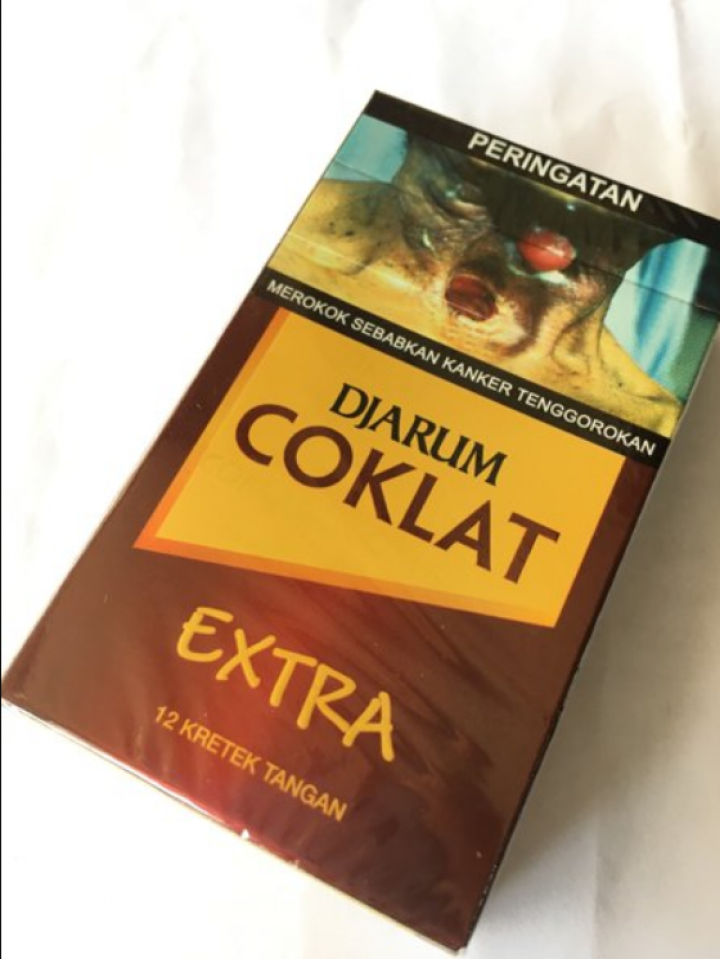 PERINGATAN
MEROKOK SEBABKAN KANKER TENGGOROKAN
DJARUM
COKLAT
EXTRA
12 KRETEK TANGAN